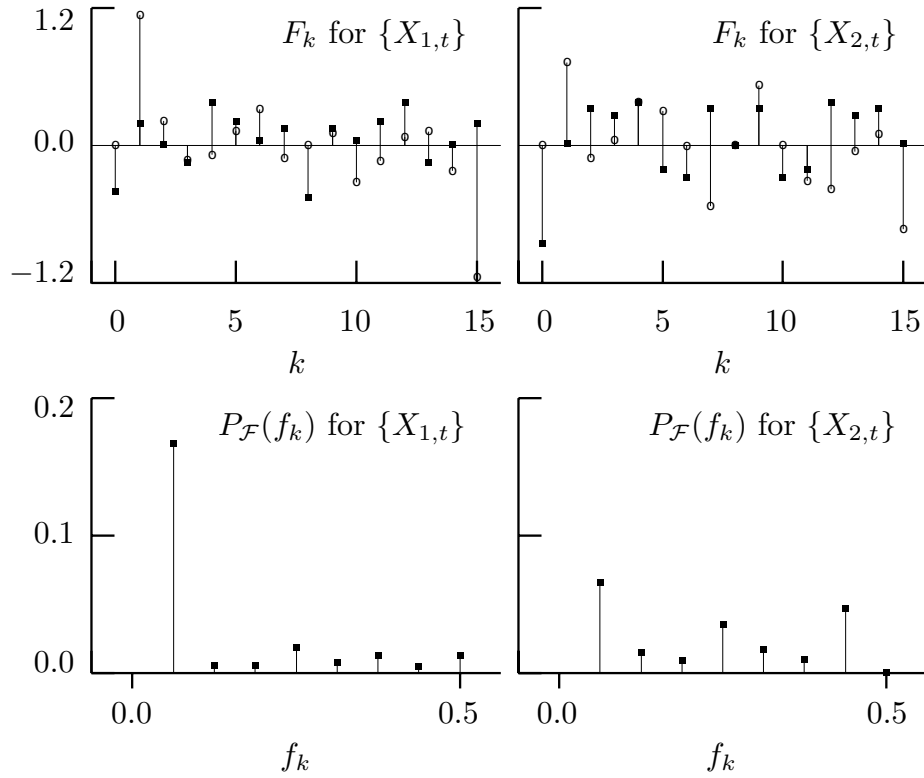 1.2
0.0
−1.2
F_k for {X_{1,t}}
0 5 10 15
k
F_k for {X_{2,t}}
0 5 10 15
k
0.2
0.1
0.0
P_ℱ(f_k) for {X_{1,t}}
0.0 0.5
f_k
P_ℱ(f_k) for {X_{2,t}}
0.0 0.5
f_k